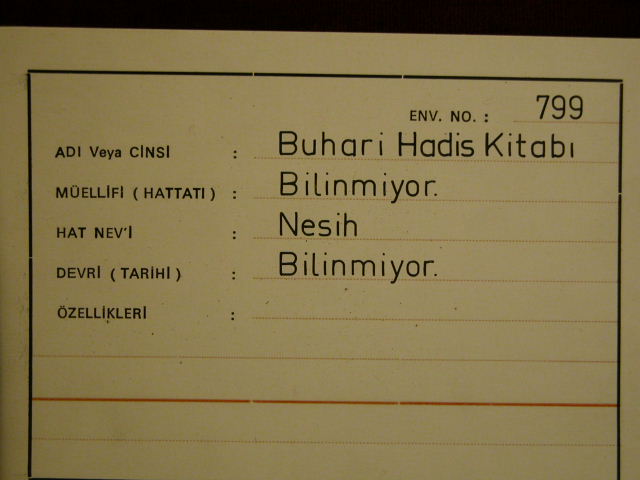 ENV. NO. : 799
ADI Veya CİNSİ : Buhari Hadis Kitabı
MÜELLİFİ ( HATTATI ) : Bilinmiyor.
HAT NEV'İ : Nesih
DEVRİ ( TARİHİ ) : Bilinmiyor.
ÖZELLİKLERİ :